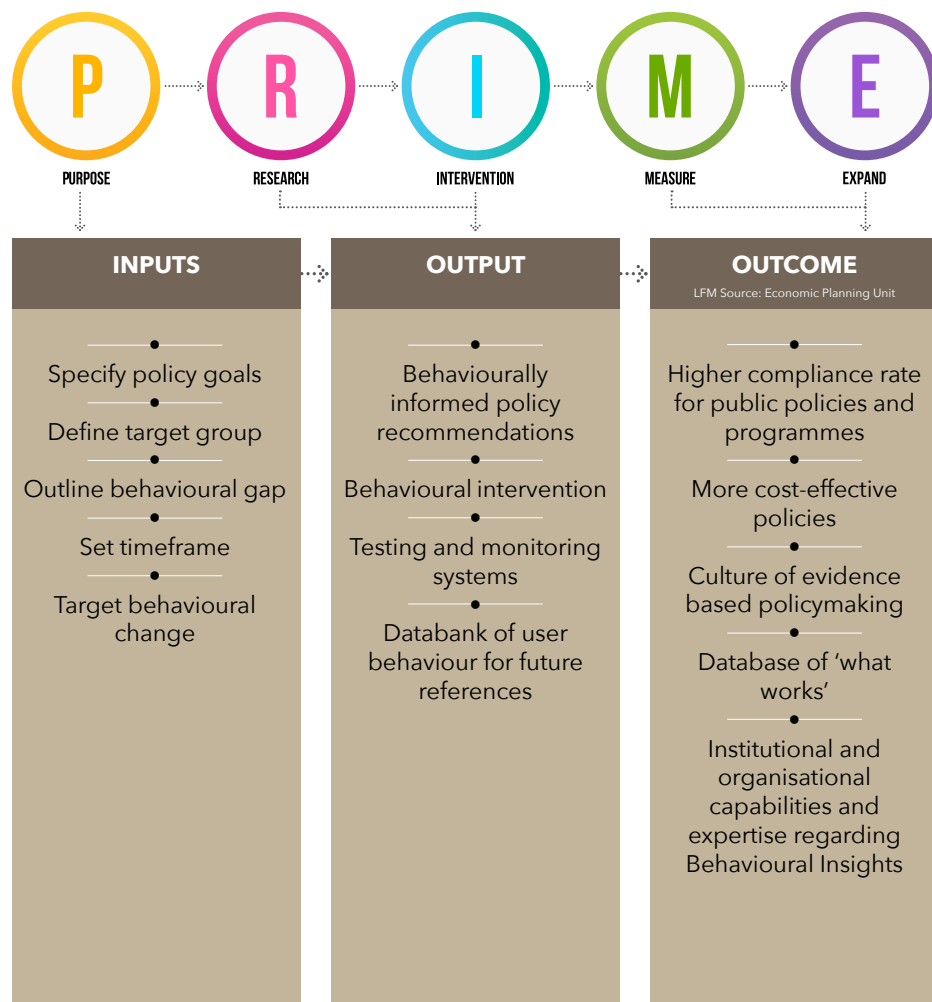 P
R
I
M
E
PURPOSE
RESEARCH
INTERVENTION
MEASURE
EXPAND
INPUTS
Specify policy goals
Define target group
Outline behavioural gap
Set timeframe
Target behavioural
change
OUTPUT
Behaviourally
informed policy
recommendations
Behavioural intervention
Testing and monitoring
systems
Databank of user
behaviour for future
references
OUTCOME
LFM Source: Economic Planning Unit
Higher compliance rate
for public policies and
programmes
More cost-effective
policies
Culture of evidence
based policymaking
Database of ‘what
works’
Institutional and
organisational
capabilities and
expertise regarding
Behavioural Insights